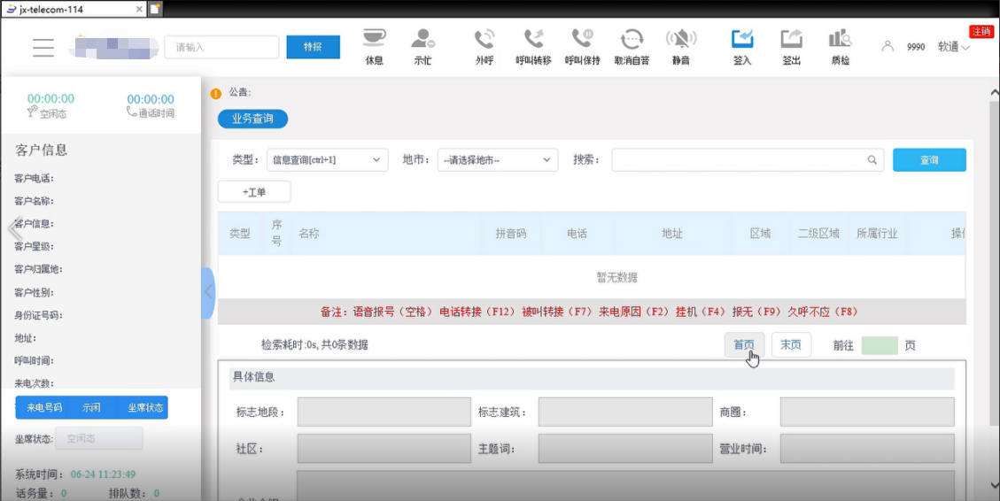 jx-telecom-114
请输入 特报 休息 示忙 外呼 呼叫转移 呼叫保持 取消自答 静音 签入 签出 质检 9990 软通 注销
00:00:00 00:00:00
空闲态 通话时间
公告:
业务查询
客户信息
类型: 信息查询[ctrl+1] 地市: --请选择地市-- 搜索: 查询
客户电话:
+工单
客户名称:
客户信息:
类型 序号 名称 拼音码 电话 地址 区域 二级区域 所属行业
客户星级:
客户归属地:
暂无数据
客户性别:
身份证号码:
备注: 语音报号（空格） 电话转接（F12） 被叫转接（F7） 来电原因（F2） 挂机（F4） 报无（F9） 久呼不应（F8）
地址:
检索耗时:0s, 共0条数据 首页 末页 前往 页
呼叫时间:
来电次数:
具体信息
来电号码 示闲 坐席状态
标志地段: 标志建筑: 商圈:
坐席状态: 空闲态
社区: 主题词: 营业时间:
系统时间: 06-24 11:23:49
话务量: 0 排队数: 0